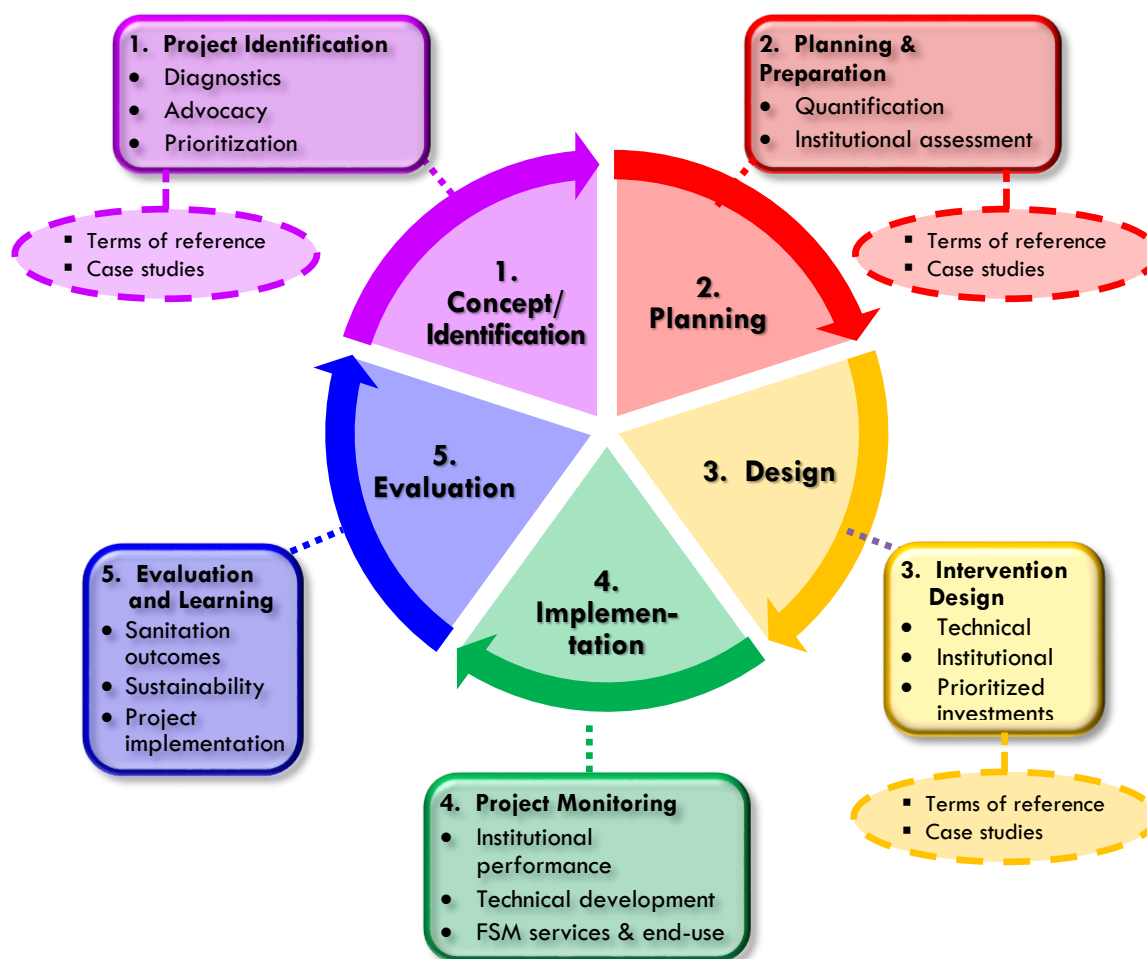 1. Project Identification
• Diagnostics
• Advocacy
• Prioritization
▪ Terms of reference
▪ Case studies
2. Planning &
Preparation
• Quantification
• Institutional assessment
▪ Terms of reference
▪ Case studies
1.
Concept/
Identification
2.
Planning
3. Design
4.
Implemen-
tation
5.
Evaluation
3. Intervention
Design
• Technical
• Institutional
• Prioritized
investments
▪ Terms of reference
▪ Case studies
4. Project Monitoring
• Institutional
performance
• Technical development
• FSM services & end-use
5. Evaluation
and Learning
• Sanitation
outcomes
• Sustainability
• Project
implementation